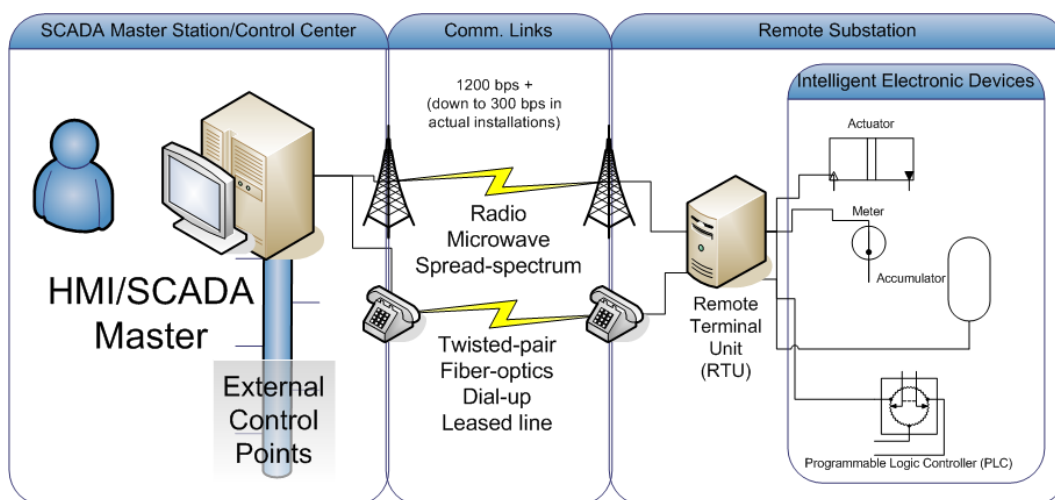 SCADA Master Station/Control Center
Comm. Links
Remote Substation
Intelligent Electronic Devices
1200 bps +
(down to 300 bps in
actual installations)
Radio
Microwave
Spread-spectrum
Twisted-pair
Fiber-optics
Dial-up
Leased line
HMI/SCADA
Master
External
Control
Points
Remote
Terminal
Unit
(RTU)
Actuator
Meter
Accumulator
Programmable Logic Controller (PLC)